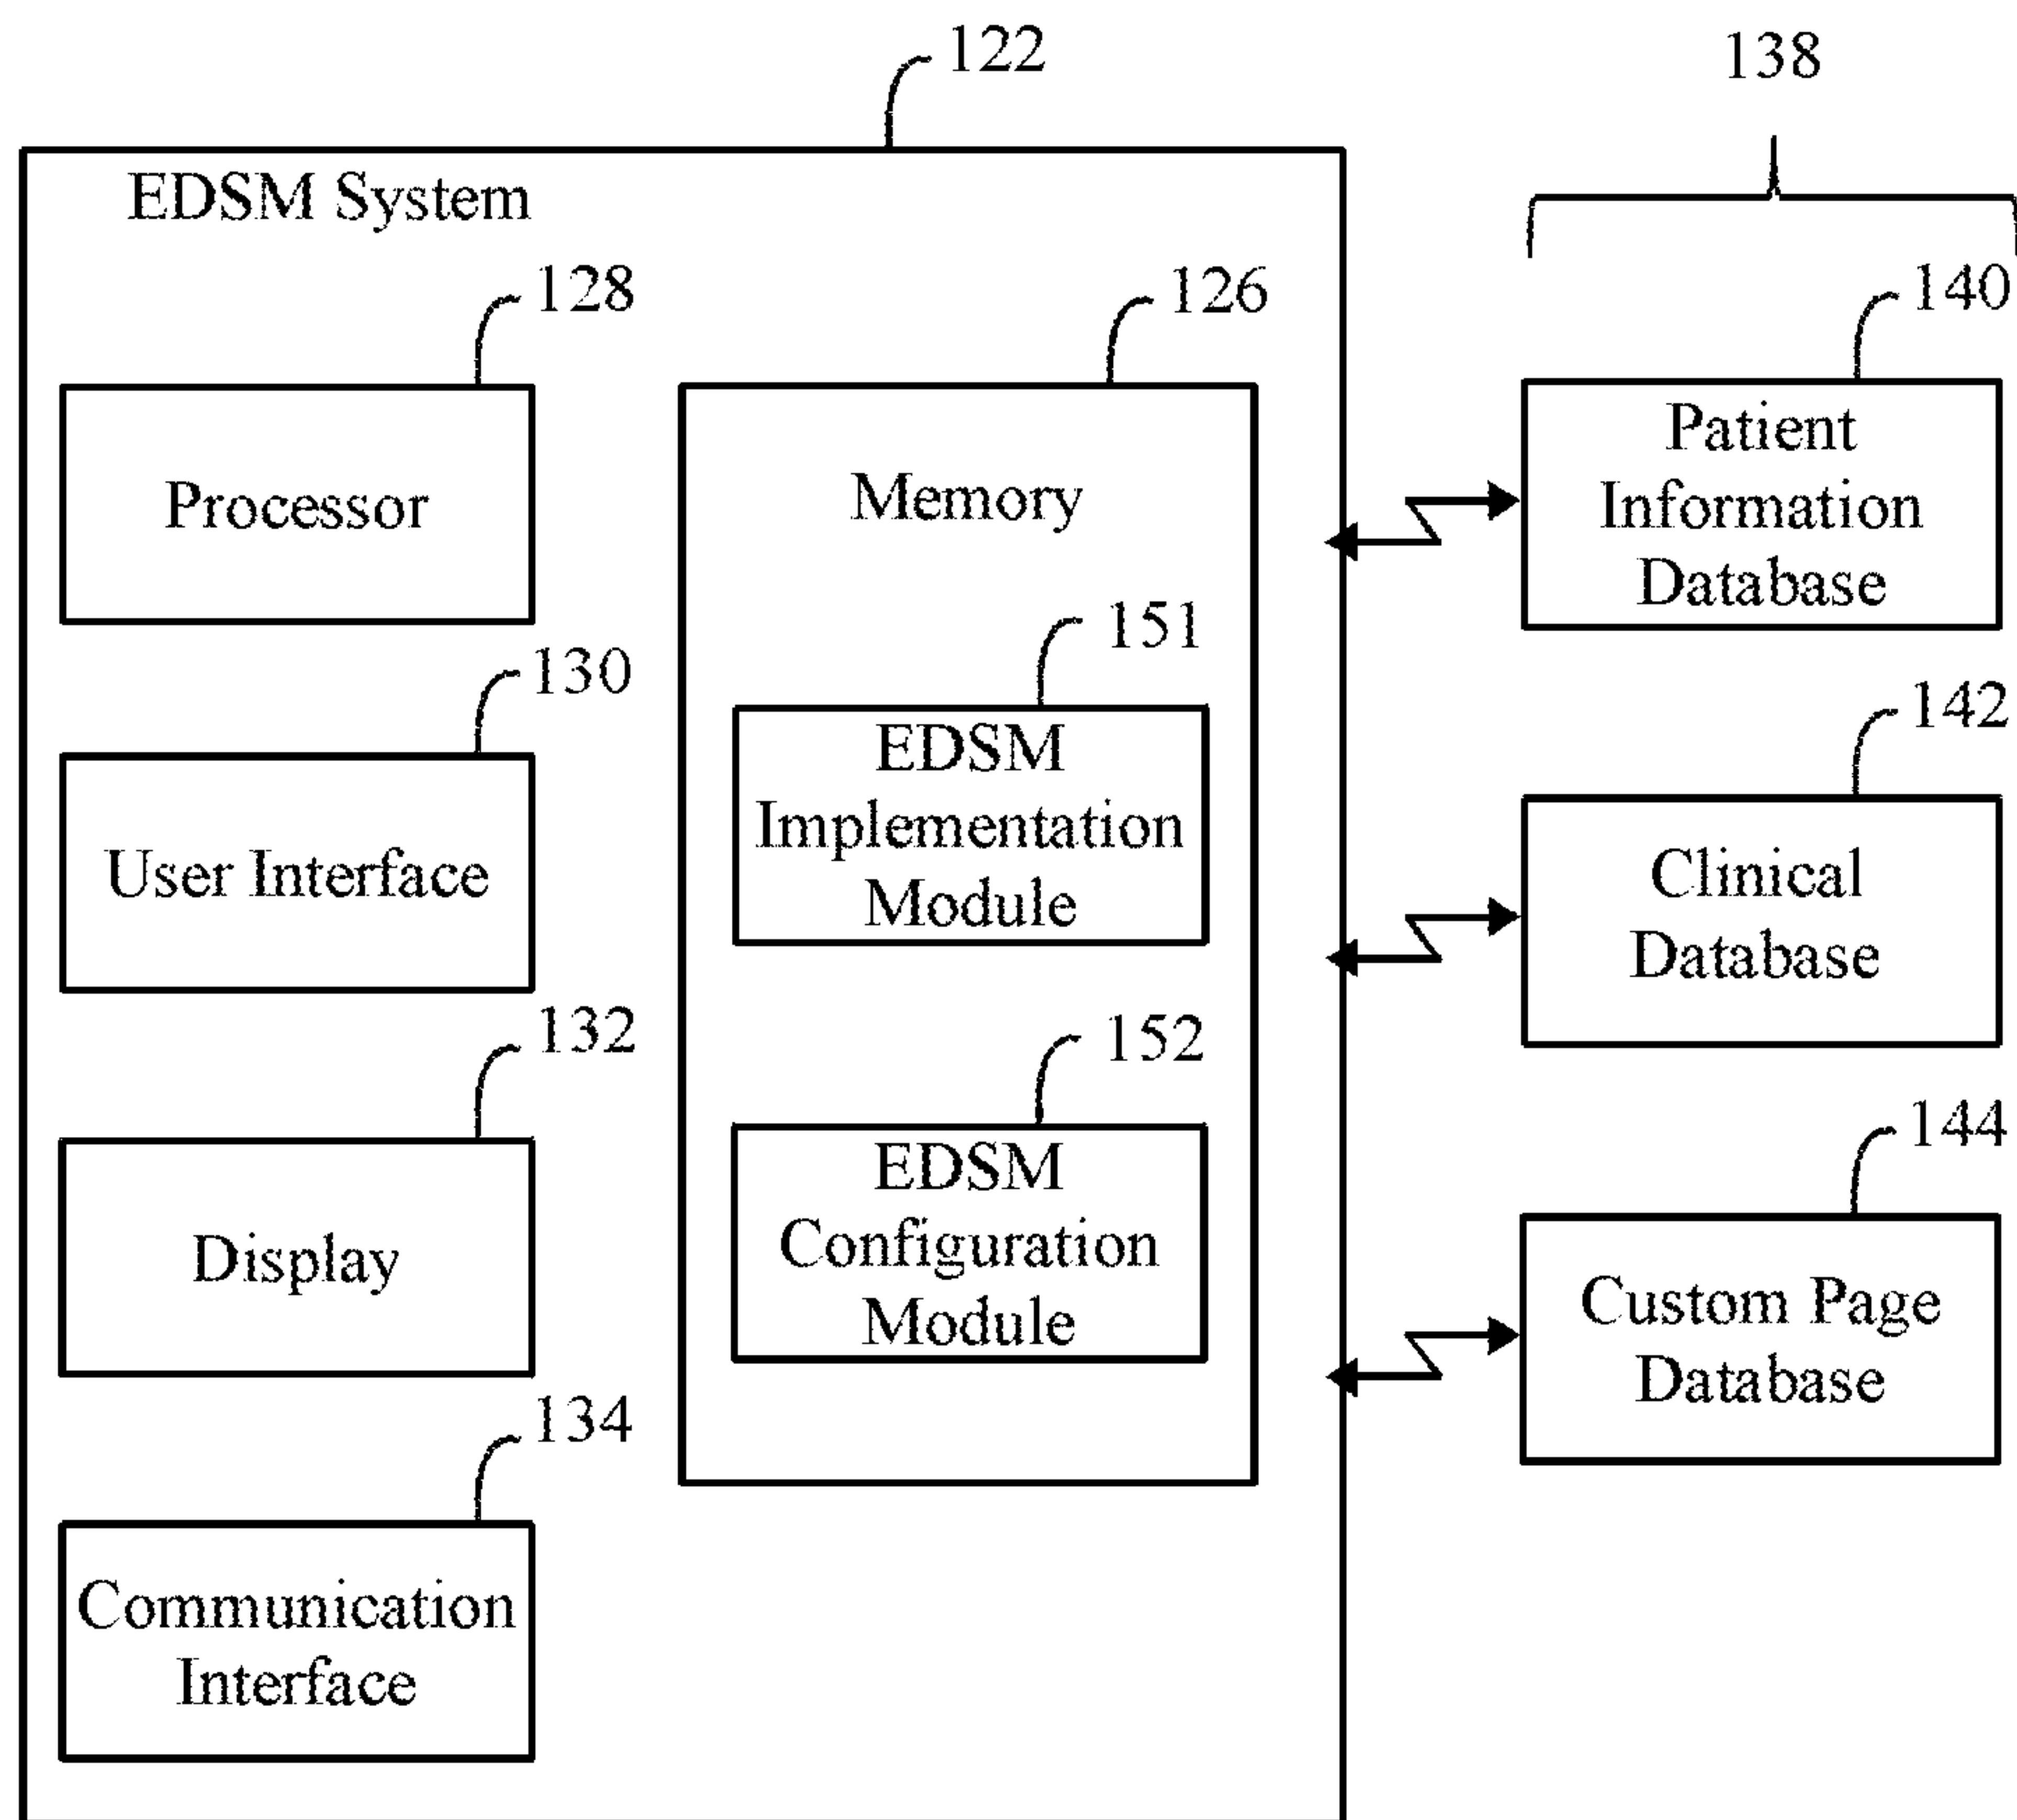 122
138
EDSM System
128
126
140
Processor
Memory
Patient
Information
Database
130
151
142
User Interface
EDSM
Implementation
Module
Clinical
Database
132
152
144
Display
EDSM
Configuration
Module
Custom Page
Database
134
Communication
Interface